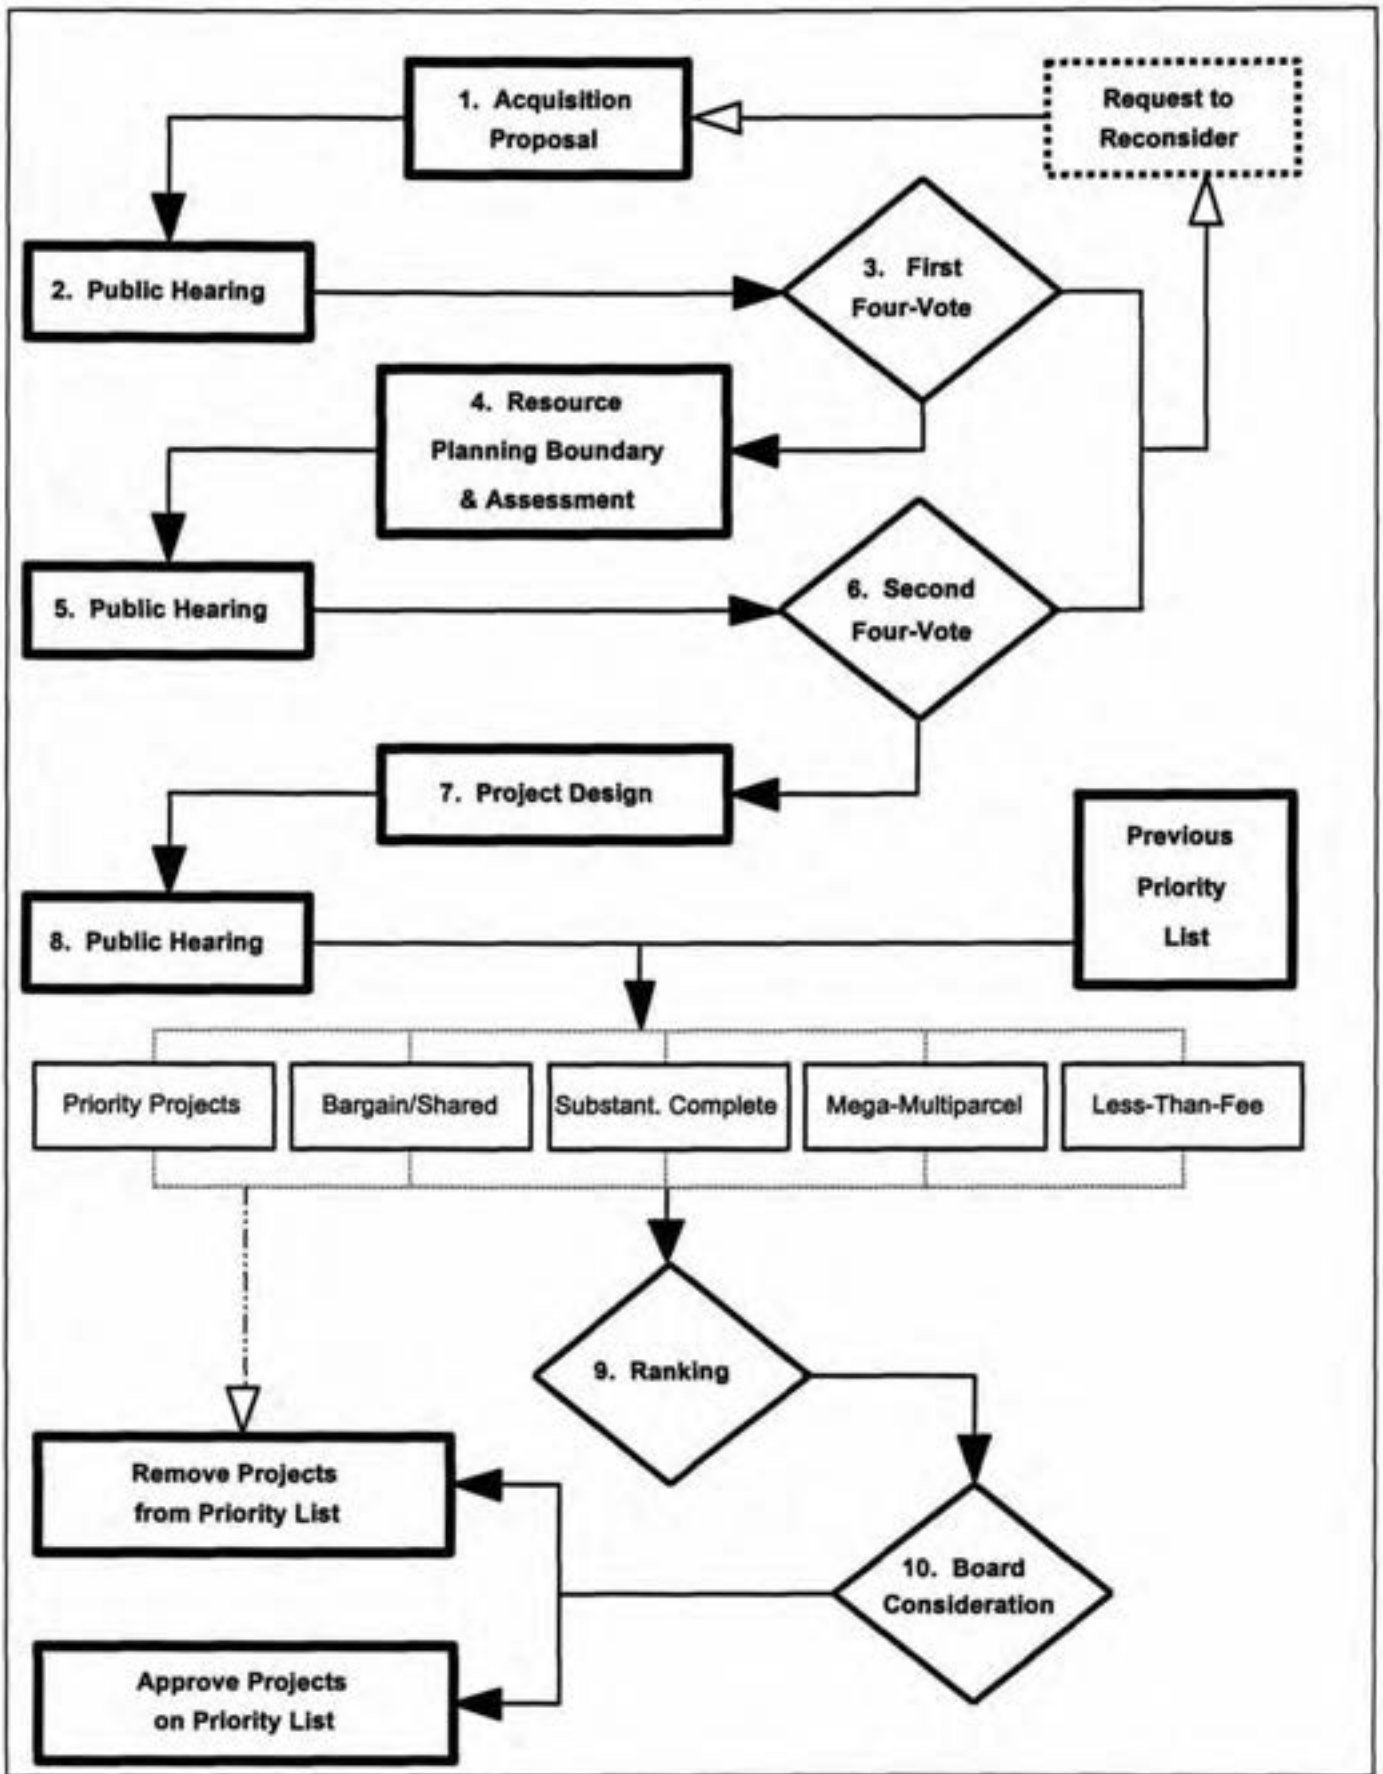 1. Acquisition
Proposal
Request to
Reconsider
2. Public Hearing
3. First
Four-Vote
4. Resource
Planning Boundary
& Assessment
5. Public Hearing
6. Second
Four-Vote
7. Project Design
Previous
Priority
List
8. Public Hearing
Priority Projects
Bargain/Shared
Substant. Complete
Mega-Multiparcel
Less-Than-Fee
9. Ranking
Remove Projects
from Priority List
10. Board
Consideration
Approve Projects
on Priority List